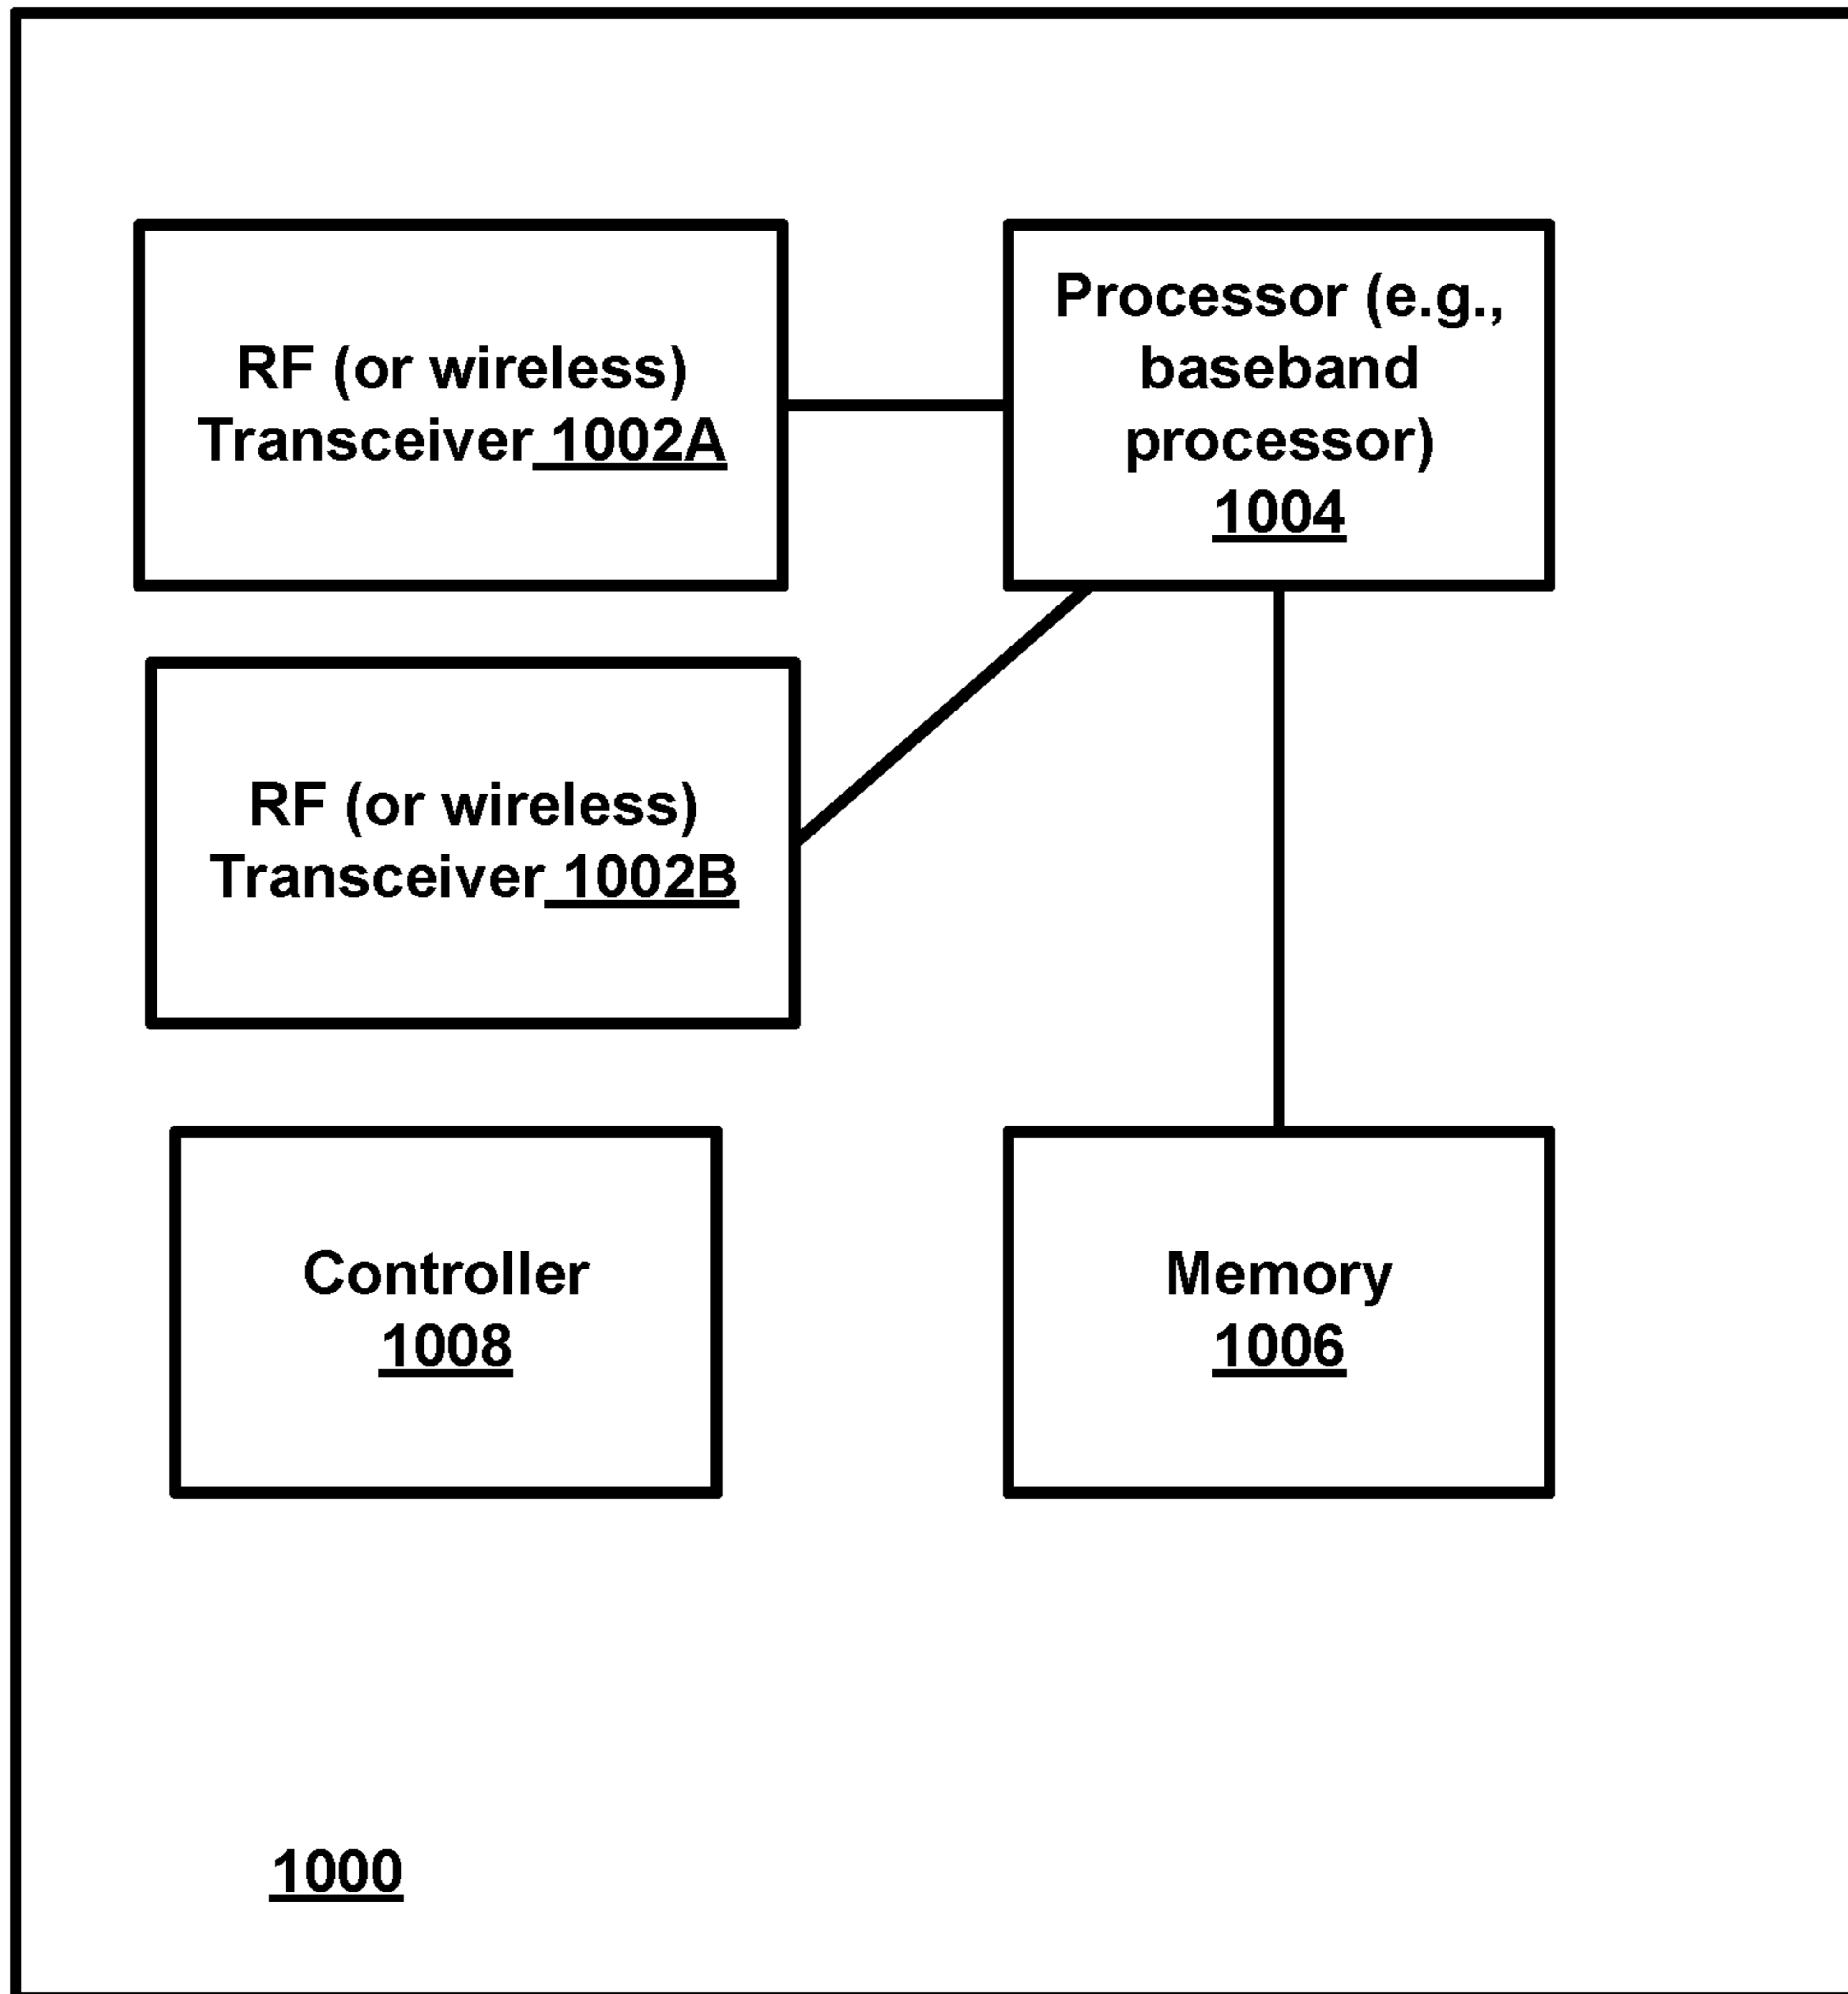 RF (or wireless)
Transceiver 1002A
Processor (e.g.,
baseband
processor)
1004
RF (or wireless)
Transceiver 1002B
Controller
1008
Memory
1006
1000